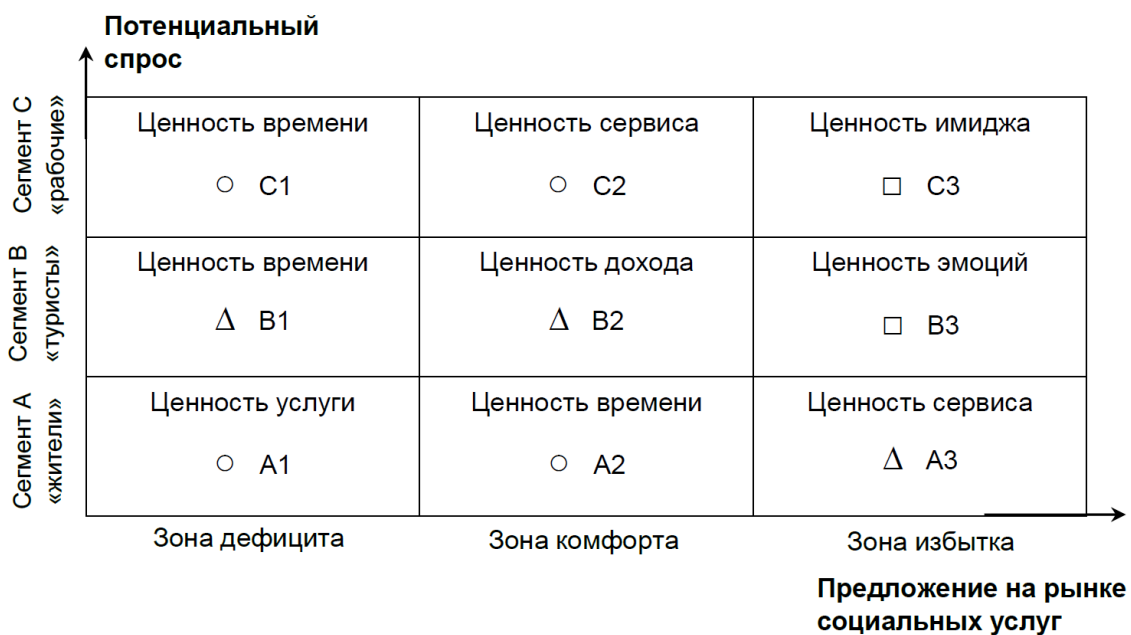 Потенциальный
спрос
Сегмент С
«рабочие»
Ценность времени
Ценность сервиса
Ценность имиджа
○ С1
○ С2
□ С3
Сегмент В
«туристы»
Ценность времени
Ценность дохода
Ценность эмоций
Δ В1
Δ В2
□ В3
Сегмент А
«жители»
Ценность услуги
Ценность времени
Ценность сервиса
○ А1
○ А2
Δ А3
Зона дефицита
Зона комфорта
Зона избытка
Предложение на рынке
социальных услуг